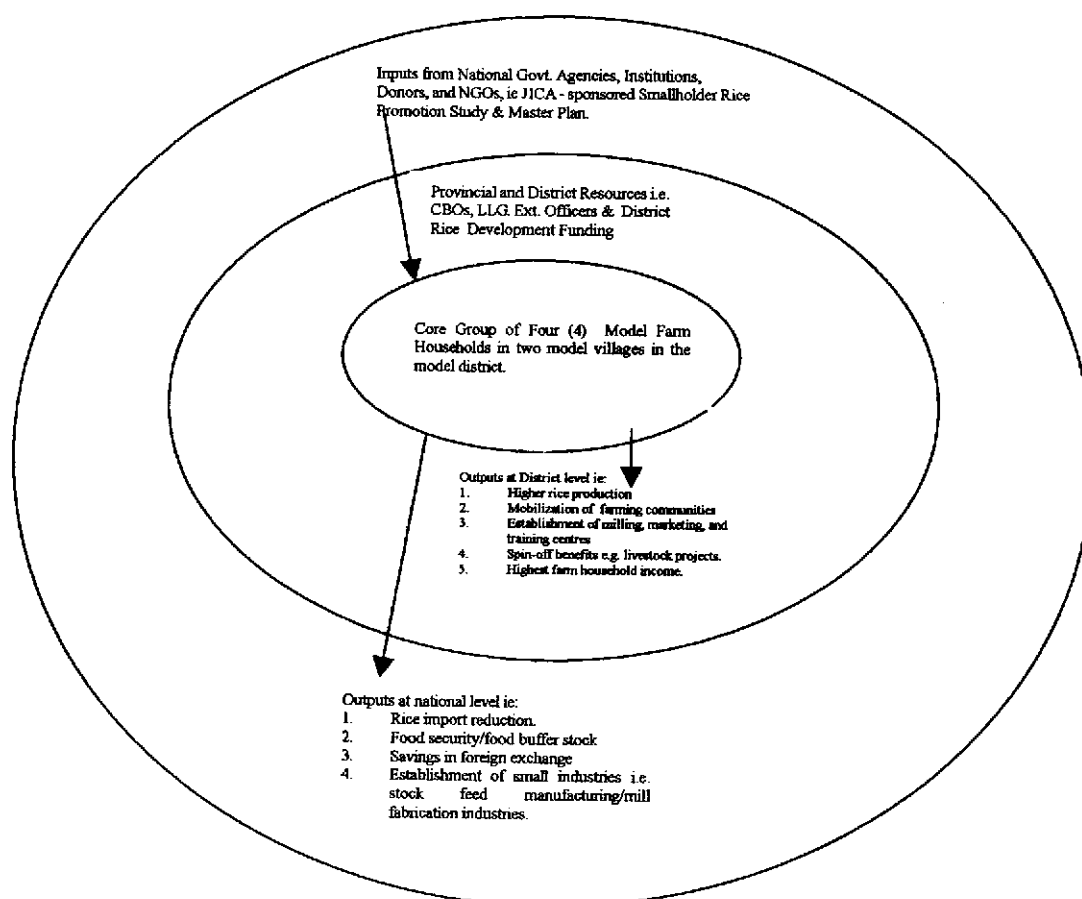 Inputs from National Govt. Agencies, Institutions,
Donors, and NGOs, ie JICA - sponsored Smallholder Rice
Promotion Study & Master Plan.
Provincial and District Resources i.e.
CBOs, LLG. Ext. Officers & District
Rice Development Funding
Core Group of Four (4) Model Farm
Households in two model villages in the
model district.
Outputs at District level ie:
1. Higher rice production
2. Mobilization of farming communities
3. Establishment of milling, marketing, and
training centres
4. Spin-off benefits e.g. livestock projects.
5. Highest farm household income.
Outputs at national level ie:
1. Rice import reduction.
2. Food security/food buffer stock
3. Savings in foreign exchange
4. Establishment of small industries i.e.
stock feed manufacturing/mill
fabrication industries.